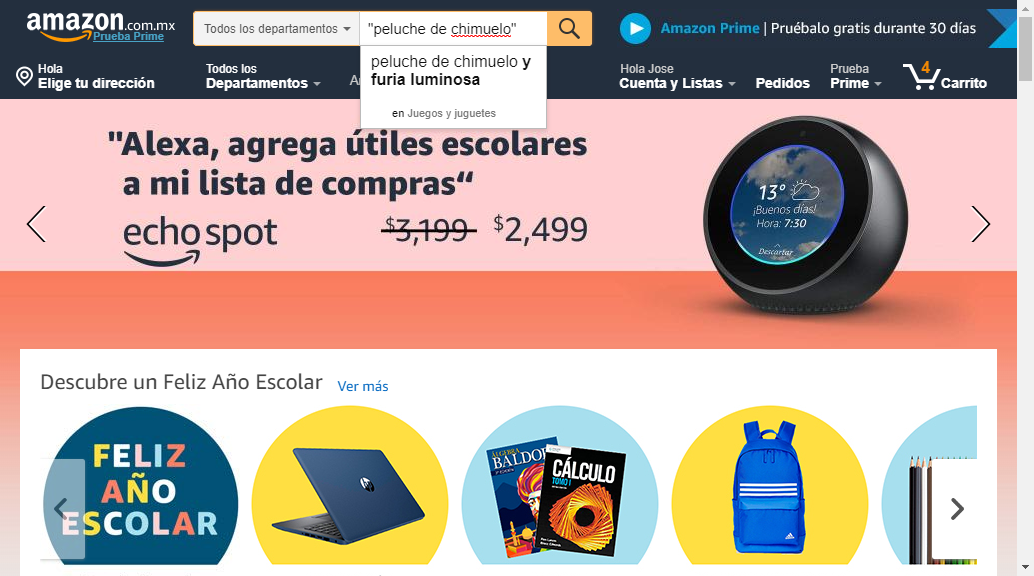 amazon.com.mx
Prueba Prime
Todos los departamentos
"peluche de chimuelo"
Amazon Prime | Pruébalo gratis durante 30 días
peluche de chimuelo y
furia luminosa
en Juegos y juguetes
Hola
Elige tu dirección
Todos los
Departamentos
Hola Jose
Cuenta y Listas
Pedidos
Prueba
Prime
4
Carrito
"Alexa, agrega útiles escolares
a mi lista de compras“
echo spot
$3,199 $2,499
13°
¡Buenos días!
Hora: 7:30
Descartar
Descubre un Feliz Año Escolar Ver más
FELIZ
AÑO
ESCOLAR
hp
ÁLGEBRA
BALDOR
CÁLCULO
TOMO I
adidas